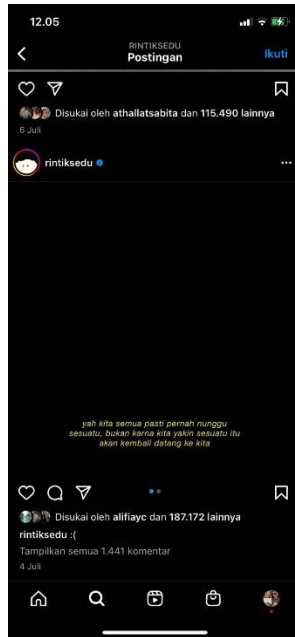 12.05
RINTIKSEDU
Postingan
Ikuti
Disukai oleh athallatsabita dan 115.490 lainnya
6 Juli
rintiksedu
yah kita semua pasti pernah nunggu
sesuatu, bukan karna kita yakin sesuatu itu
akan kembali datang ke kita
Disukai oleh alifiayc dan 187.172 lainnya
rintiksedu :(
Tampilkan semua 1.441 komentar
4 Juli